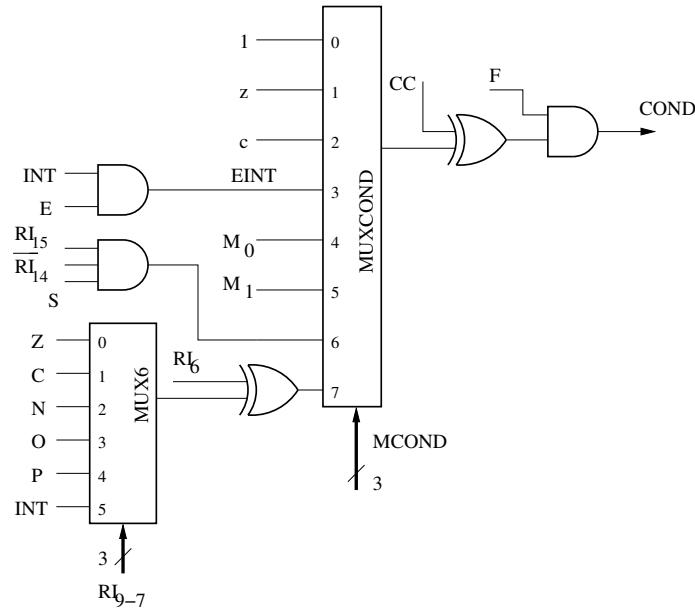 1
0
z
1
c
2
CC
F
COND
INT
E
EINT
3
MUXCOND
RI15
RI14
S
M0
4
M1
5
6
Z
0
C
1
N
2
O
3
P
4
INT
5
MUX6
RI6
7
MCOND
3
3
RI9-7